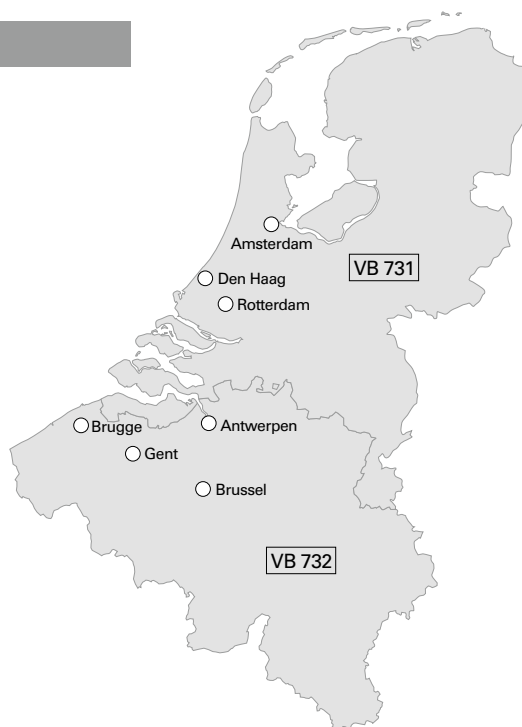 Amsterdam
Den Haag
VB 731
Rotterdam
Brugge
Antwerpen
Gent
Brussel
VB 732